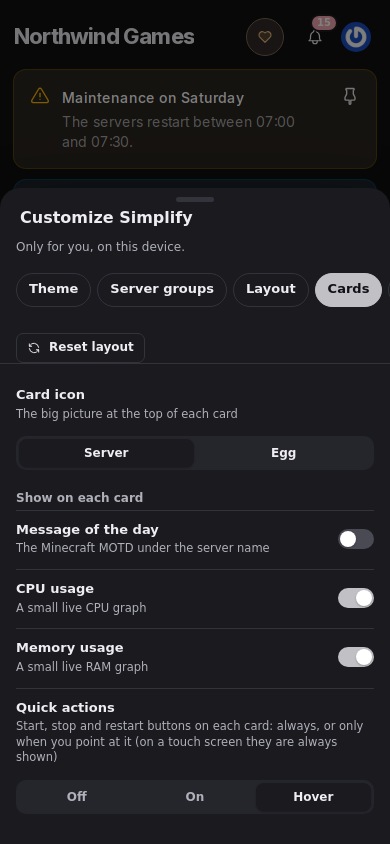 Northwind Games
15
Maintenance on Saturday
The servers restart between 07:00
and 07:30.
Customize Simplify
Only for you, on this device.
Theme
Server groups
Layout
Cards
Reset layout
Card icon
The big picture at the top of each card
Server
Egg
Show on each card
Message of the day
The Minecraft MOTD under the server name
CPU usage
A small live CPU graph
Memory usage
A small live RAM graph
Quick actions
Start, stop and restart buttons on each card: always, or only
when you point at it (on a touch screen they are always
shown)
Off
On
Hover